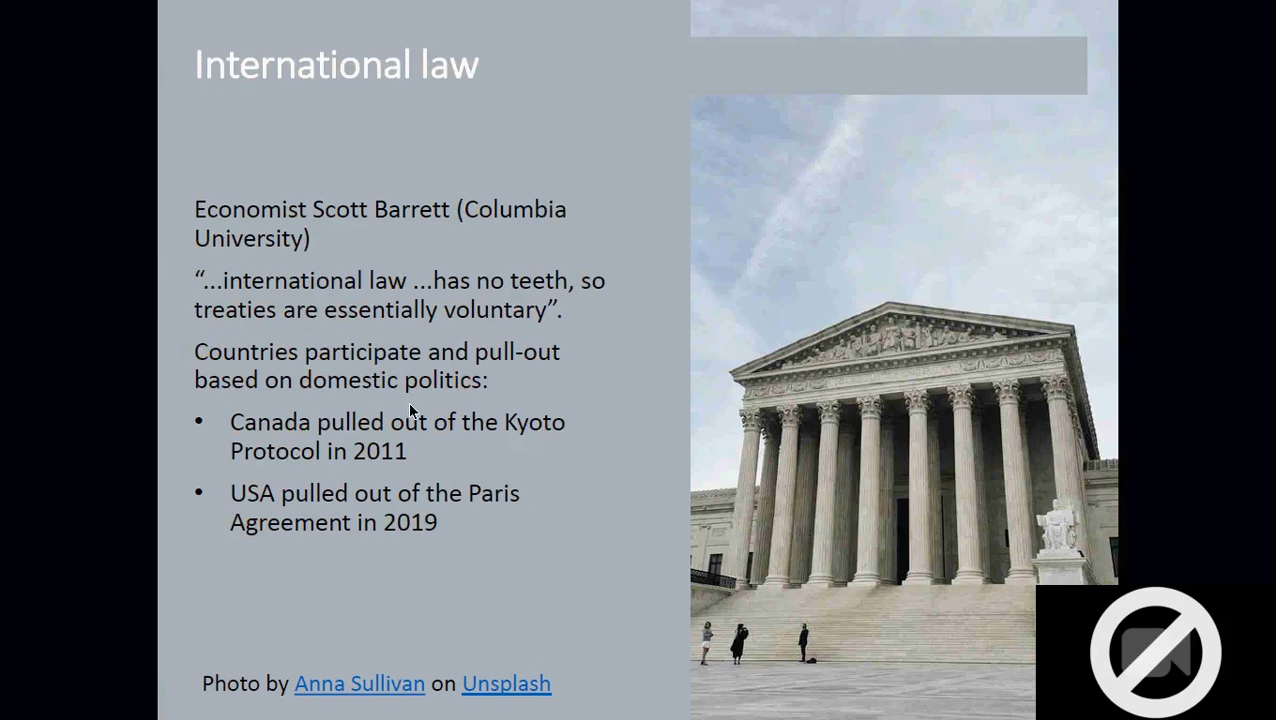 International law
Economist Scott Barrett (Columbia
University)
“...international law ...has no teeth, so
treaties are essentially voluntary”.
Countries participate and pull-out
based on domestic politics:
• Canada pulled out of the Kyoto
Protocol in 2011
• USA pulled out of the Paris
Agreement in 2019
Photo by Anna Sullivan on Unsplash